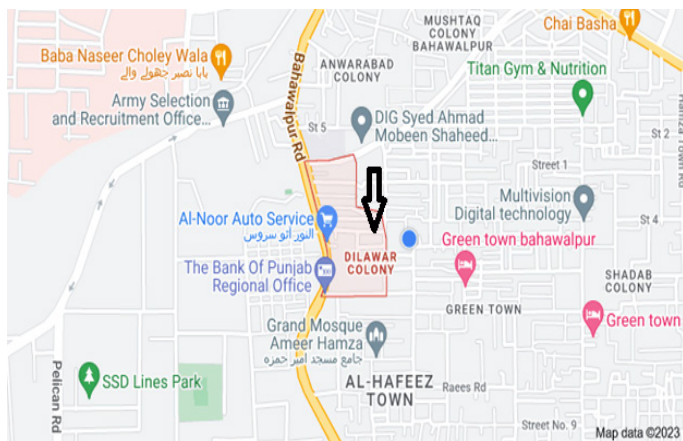 MUSHTAQ
COLONY
BAHAWALPUR
Chai Basha
Baba Naseer Choley Wala
بابا نصیر چھولے والے
ANWARABAD
COLONY
Titan Gym & Nutrition
Hamza Town Rd
Bahawalpur Rd
Army Selection
and Recruitment Office...
St 5
DIG Syed Ahmad
Mobeen Shaheed...
St 2
Street 1
Multivision
Digital technology
Al-Noor Auto Service
النور آٹو سروس
St 4
Green town bahawalpur
DILAWAR
COLONY
The Bank Of Punjab
Regional Office
SHADAB
COLONY
GREEN TOWN
Green town
Grand Mosque
Ameer Hamza
جامع مسجد امیر حمزہ
Pelican Rd
SSD Lines Park
AL-HAFEEZ
TOWN
Raees Rd
Street No. 9
Map data ©2023